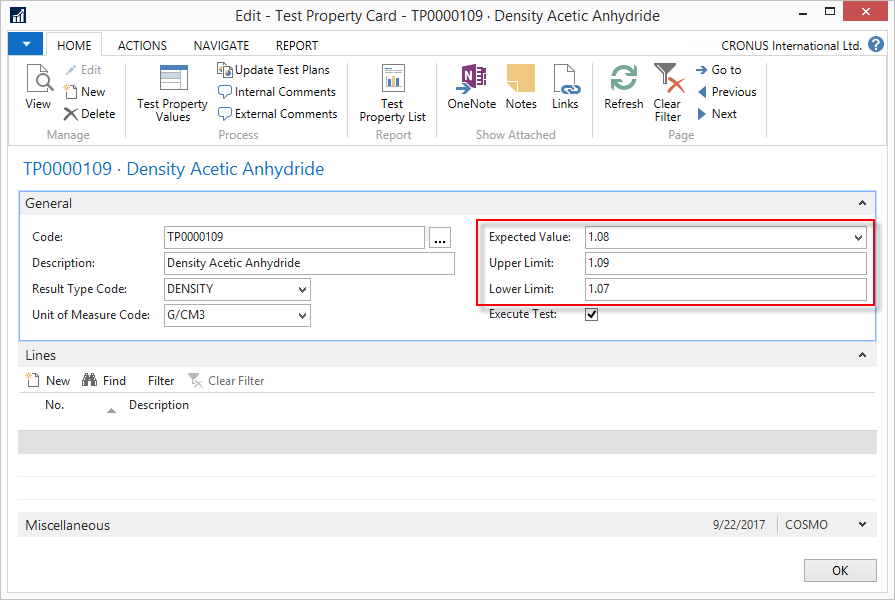 Edit - Test Property Card - TP0000109 · Density Acetic Anhydride
HOME ACTIONS NAVIGATE REPORT CRONUS International Ltd. ?
View
Edit
New
Delete
Manage
Test Property Values
Update Test Plans
Internal Comments
External Comments
Process
Test Property List
Report
OneNote
Notes
Links
Show Attached
Refresh
Clear Filter
Go to
Previous
Next
Page
TP0000109 · Density Acetic Anhydride
General
Code: TP0000109 ...
Description: Density Acetic Anhydride
Result Type Code: DENSITY
Unit of Measure Code: G/CM3
Expected Value: 1.08
Upper Limit: 1.09
Lower Limit: 1.07
Execute Test:
Lines
New Find Filter Clear Filter
No. Description
Miscellaneous 9/22/2017 COSMO
OK